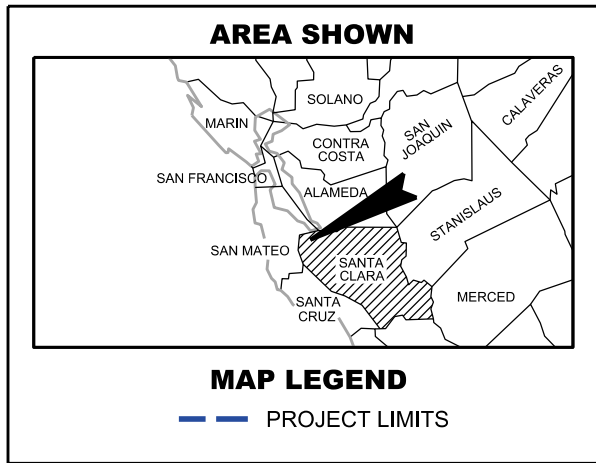 AREA SHOWN
SOLANO
MARIN
CALAVERAS
SAN
JOAQUIN
CONTRA
COSTA
SAN FRANCISCO
ALAMEDA
STANISLAUS
SAN MATEO
SANTA
CLARA
SANTA
CRUZ
MERCED
MAP LEGEND
PROJECT LIMITS